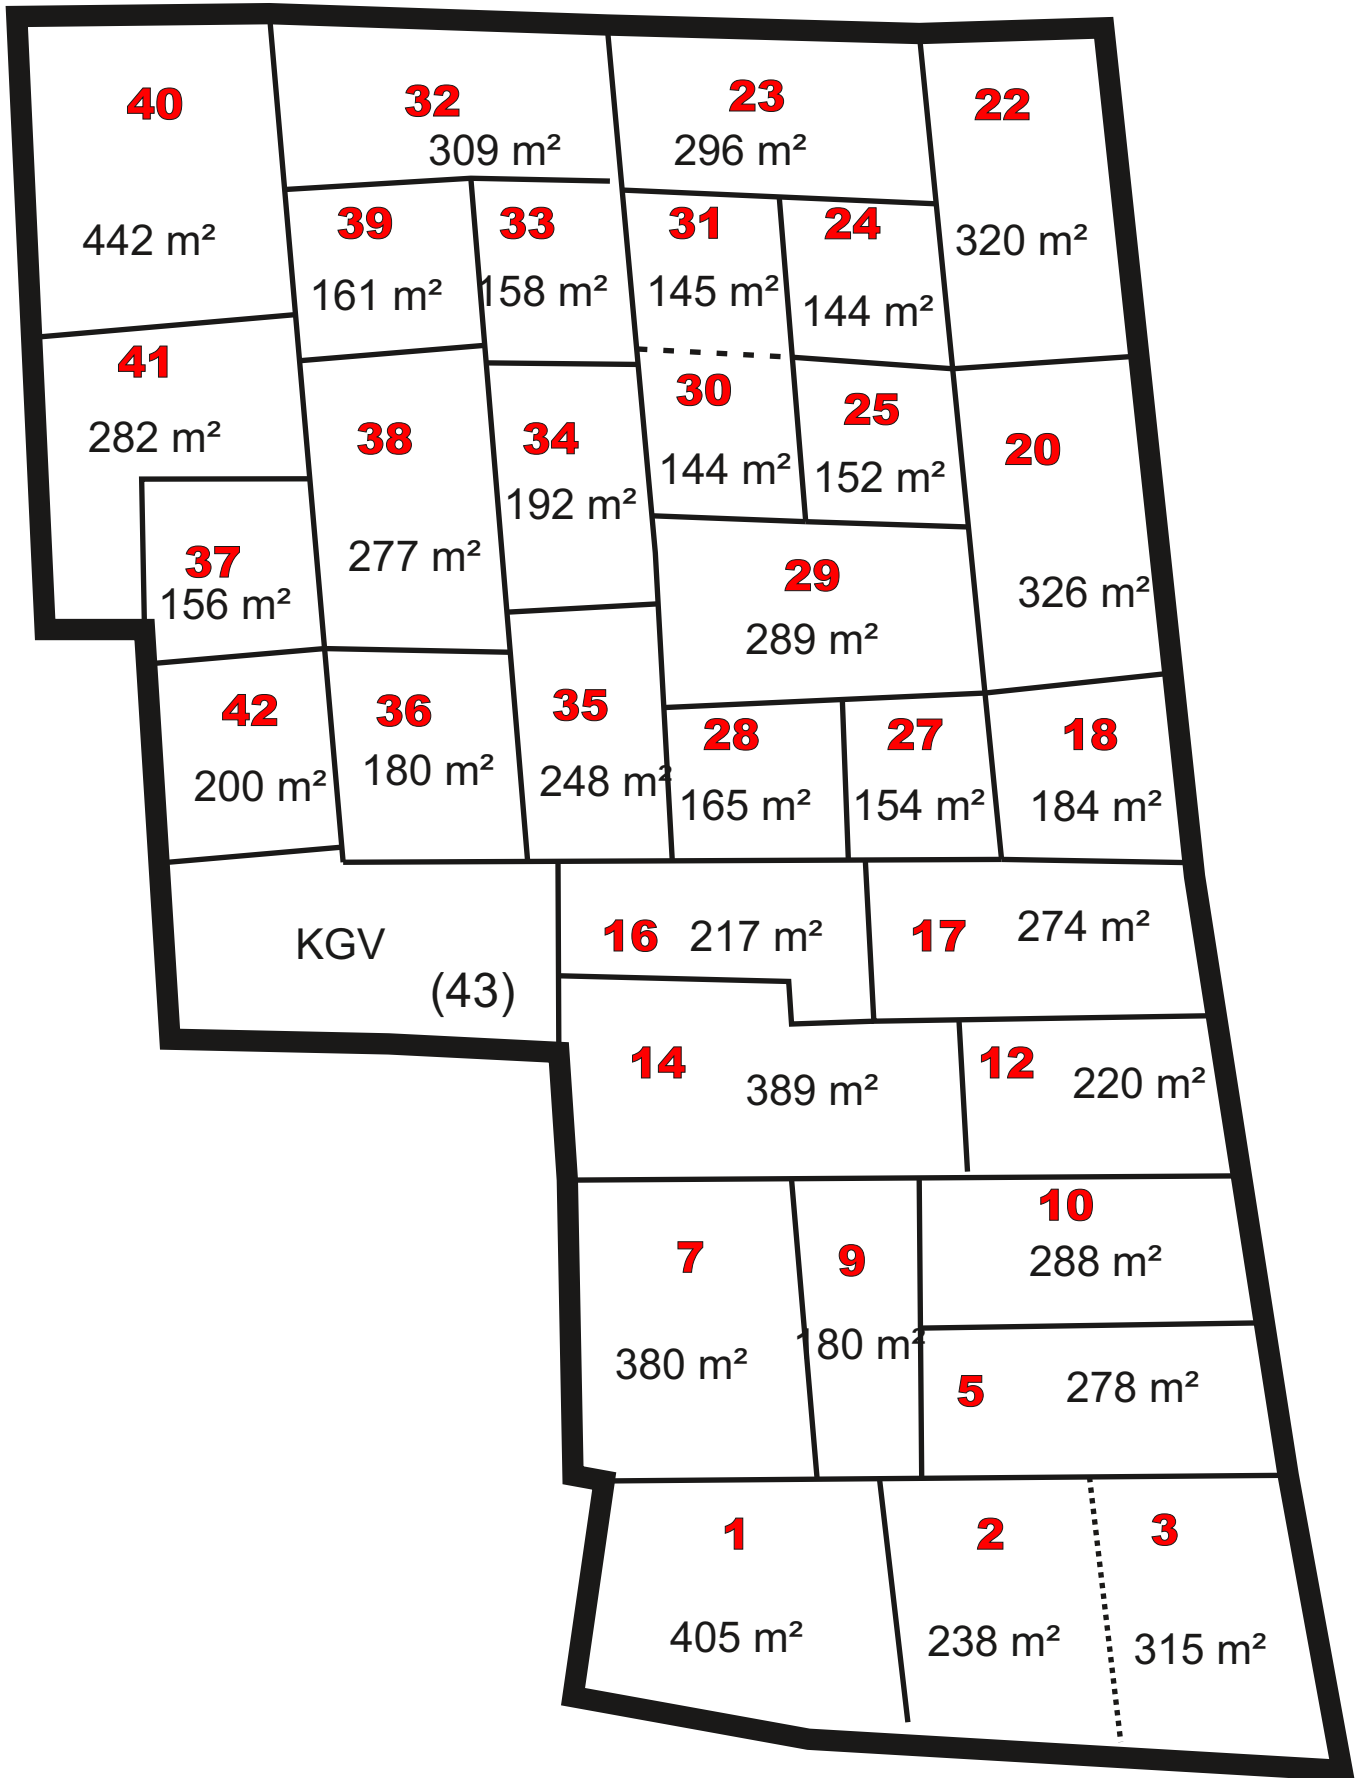 40
442 m²
32
309 m²
23
296 m²
22
320 m²
39
161 m²
33
158 m²
31
145 m²
24
144 m²
41
282 m²
38
277 m²
34
192 m²
30
144 m²
25
152 m²
20
326 m²
37
156 m²
29
289 m²
42
200 m²
36
180 m²
35
248 m²
28
165 m²
27
154 m²
18
184 m²
KGV
(43)
16 217 m²
17 274 m²
14 389 m²
12 220 m²
7
380 m²
9
180 m²
10
288 m²
5 278 m²
1
405 m²
2
238 m²
3
315 m²